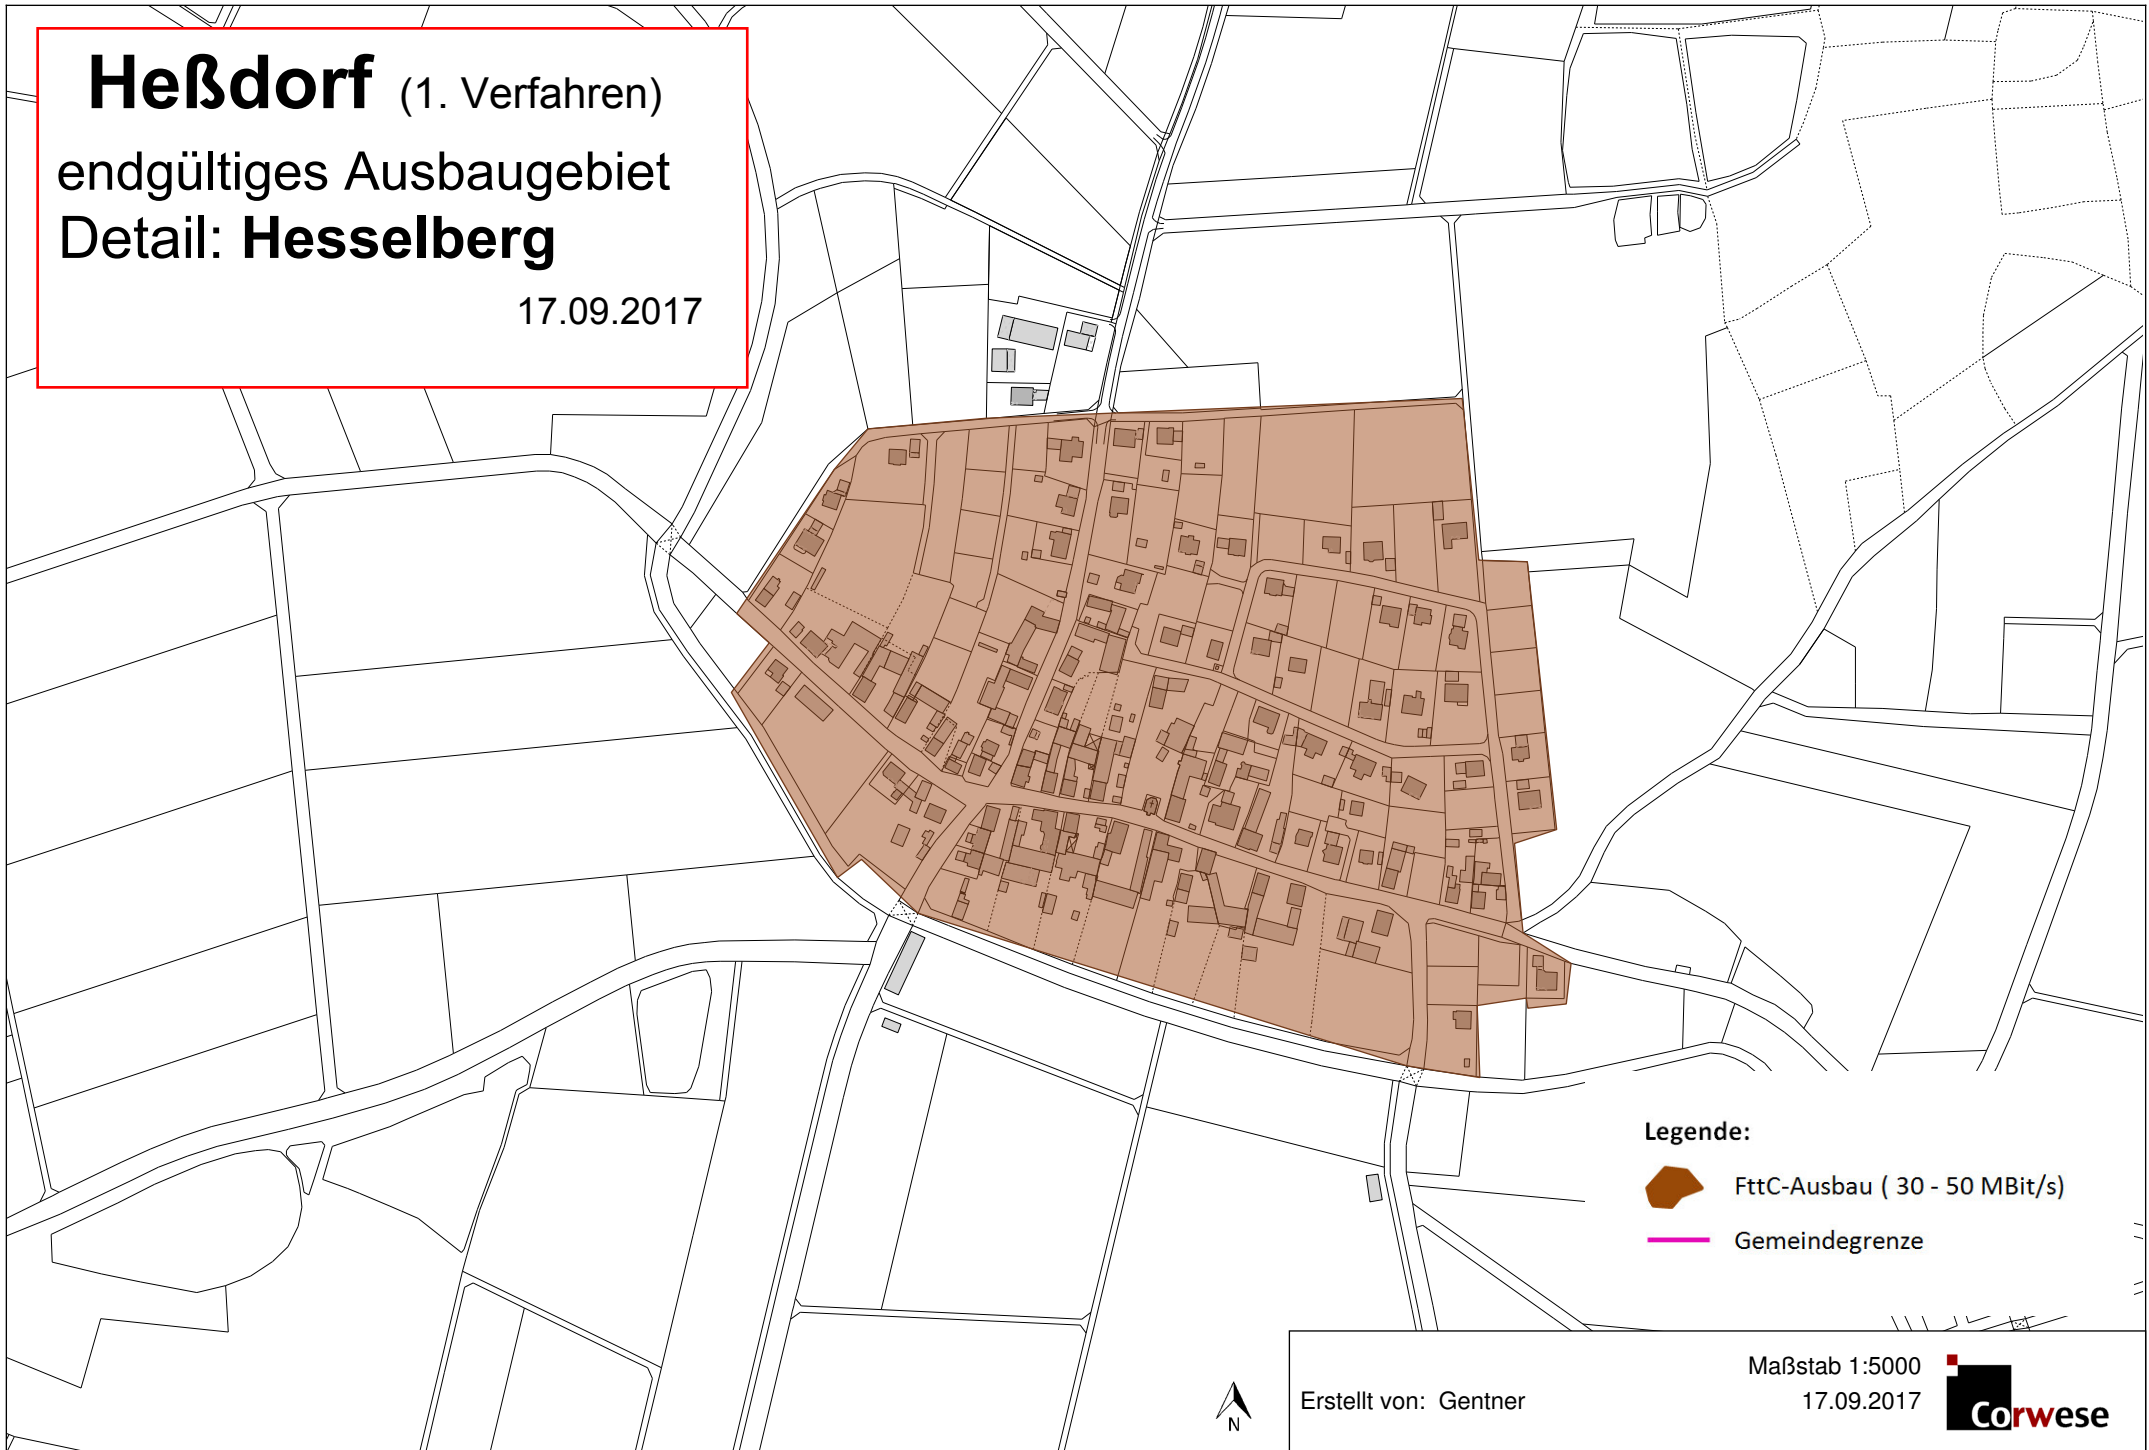 Heßdorf (1. Verfahren)
endgültiges Ausbaugebiet
Detail: Hesselberg
17.09.2017
Legende:
FttC-Ausbau ( 30 - 50 MBit/s)
Gemeindegrenze
N
Erstellt von: Gentner
Maßstab 1:5000
17.09.2017
Corwese